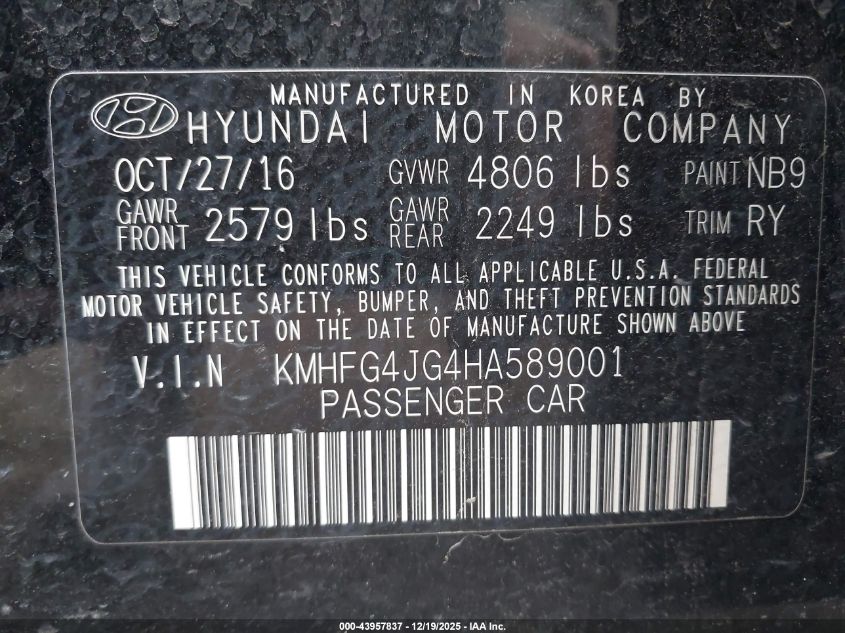 MANUFACTURED IN KOREA BY
HYUNDAI MOTOR COMPANY
OCT/27/16 GVWR 4806 lbs PAINT NB9
GAWR FRONT 2579 lbs GAWR REAR 2249 lbs TRIM RY
THIS VEHICLE CONFORMS TO ALL APPLICABLE U.S.A. FEDERAL
MOTOR VEHICLE SAFETY, BUMPER, AND THEFT PREVENTION STANDARDS
IN EFFECT ON THE DATE OF MANUFACTURE SHOWN ABOVE
V.I.N KMHFG4JG4HA589001
PASSENGER CAR
000-43957837 - 12/19/2025 - IAA Inc.